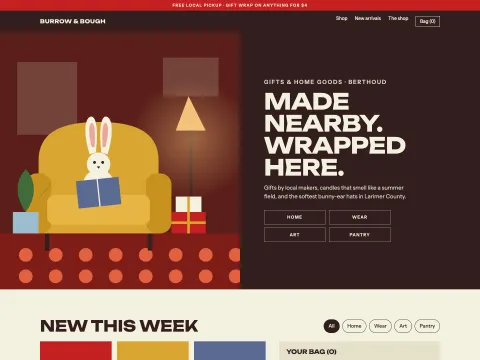 FREE LOCAL PICKUP · GIFT WRAP ON ANYTHING FOR $4
BURROW & BOUGH
Shop New arrivals The shop Bag (0)
GIFTS & HOME GOODS · BERTHOUD
MADE
NEARBY.
WRAPPED
HERE.
Gifts by local makers, candles that smell like a summer
field, and the softest bunny-ear hats in Larimer County.
HOME WEAR
ART PANTRY
NEW THIS WEEK
All Home Wear Art Pantry
YOUR BAG (0)